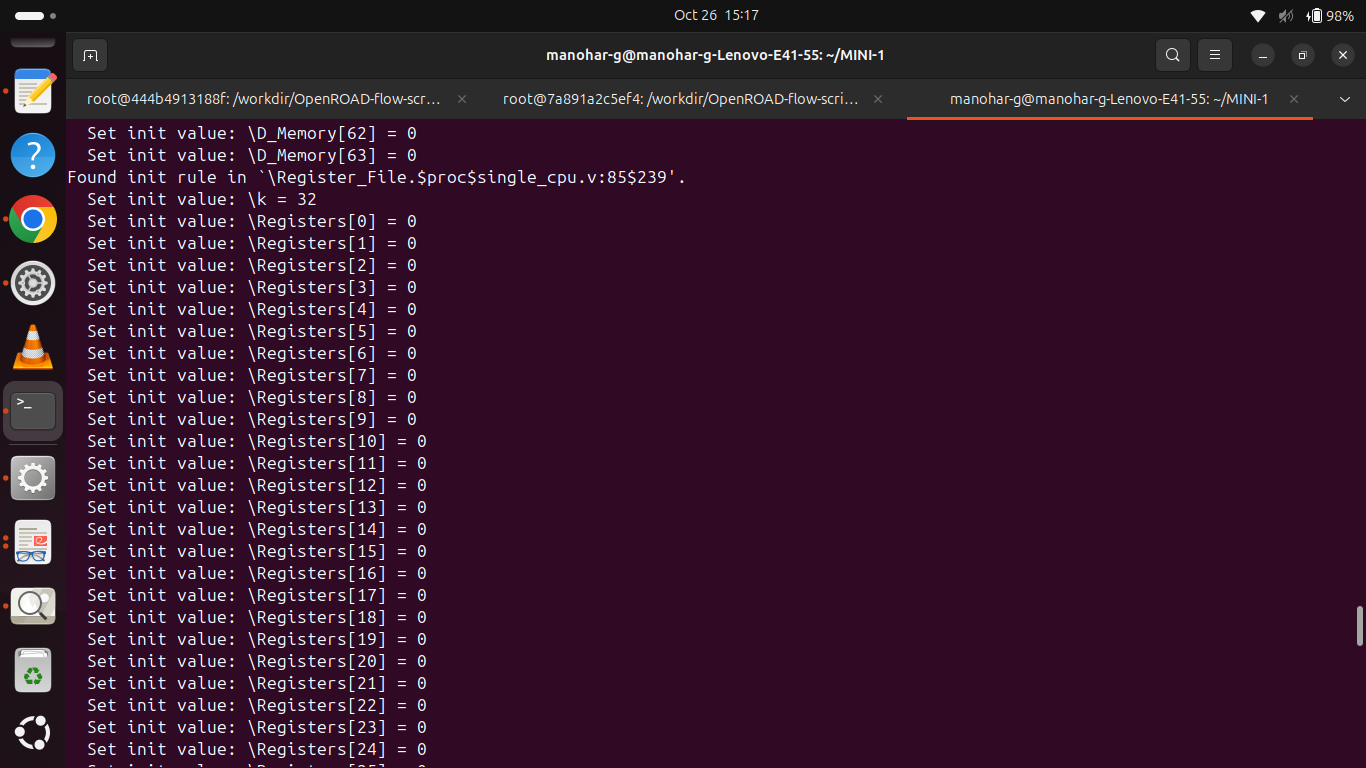 Oct 26 15:17
98%
manohar-g@manohar-g-Lenovo-E41-55: ~/MINI-1
root@444b4913188f: /workdir/OpenROAD-flow-scr…
root@7a891a2c5ef4: /workdir/OpenROAD-flow-scri…
manohar-g@manohar-g-Lenovo-E41-55: ~/MINI-1
Set init value: \D_Memory[62] = 0
Set init value: \D_Memory[63] = 0
Found init rule in `\Register_File.$proc$single_cpu.v:85$239'.
Set init value: \k = 32
Set init value: \Registers[0] = 0
Set init value: \Registers[1] = 0
Set init value: \Registers[2] = 0
Set init value: \Registers[3] = 0
Set init value: \Registers[4] = 0
Set init value: \Registers[5] = 0
Set init value: \Registers[6] = 0
Set init value: \Registers[7] = 0
Set init value: \Registers[8] = 0
Set init value: \Registers[9] = 0
Set init value: \Registers[10] = 0
Set init value: \Registers[11] = 0
Set init value: \Registers[12] = 0
Set init value: \Registers[13] = 0
Set init value: \Registers[14] = 0
Set init value: \Registers[15] = 0
Set init value: \Registers[16] = 0
Set init value: \Registers[17] = 0
Set init value: \Registers[18] = 0
Set init value: \Registers[19] = 0
Set init value: \Registers[20] = 0
Set init value: \Registers[21] = 0
Set init value: \Registers[22] = 0
Set init value: \Registers[23] = 0
Set init value: \Registers[24] = 0